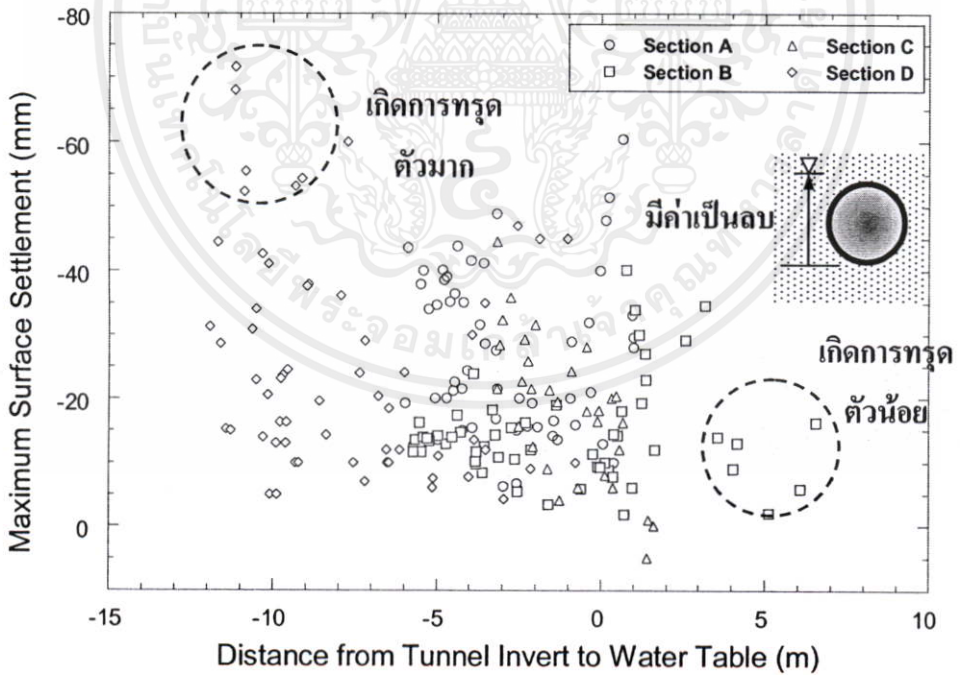 -80
-60
-40
-20
0
-15
-10
-5
0
5
10
Maximum Surface Settlement (mm)
Distance from Tunnel Invert to Water Table (m)
Section A
Section B
Section C
Section D
เกิดการทรุด
ตัวมาก
มีค่าเป็นลบ
เกิดการทรุด
ตัวน้อย